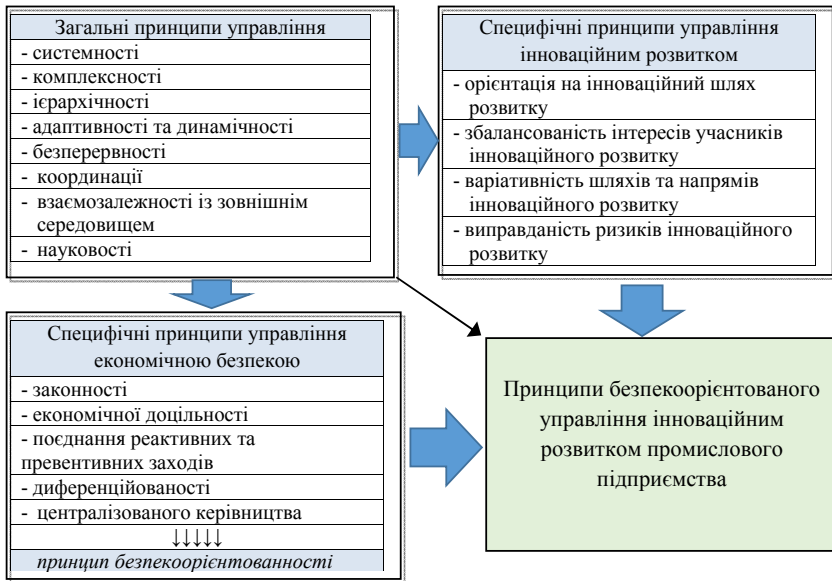 Загальні принципи управління
- системності
- комплексності
- ієрархічності
- адаптивності та динамічності
- безперервності
- координації
- взаємозалежності із зовнішнім
середовищем
- науковості
Специфічні принципи управління
інноваційним розвитком
- орієнтація на інноваційний шлях
розвитку
- збалансованість інтересів учасників
інноваційного розвитку
- варіативність шляхів та напрямів
інноваційного розвитку
- виправданість ризиків інноваційного
розвитку
Специфічні принципи управління
економічною безпекою
- законності
- економічної доцільності
- поєднання реактивних та
превентивних заходів
- диференційованості
- централізованого керівництва
↓↓↓↓↓
принцип безпекоорієнтованності
Принципи безпекоорієнтованого
управління інноваційним
розвитком промислового
підприємства